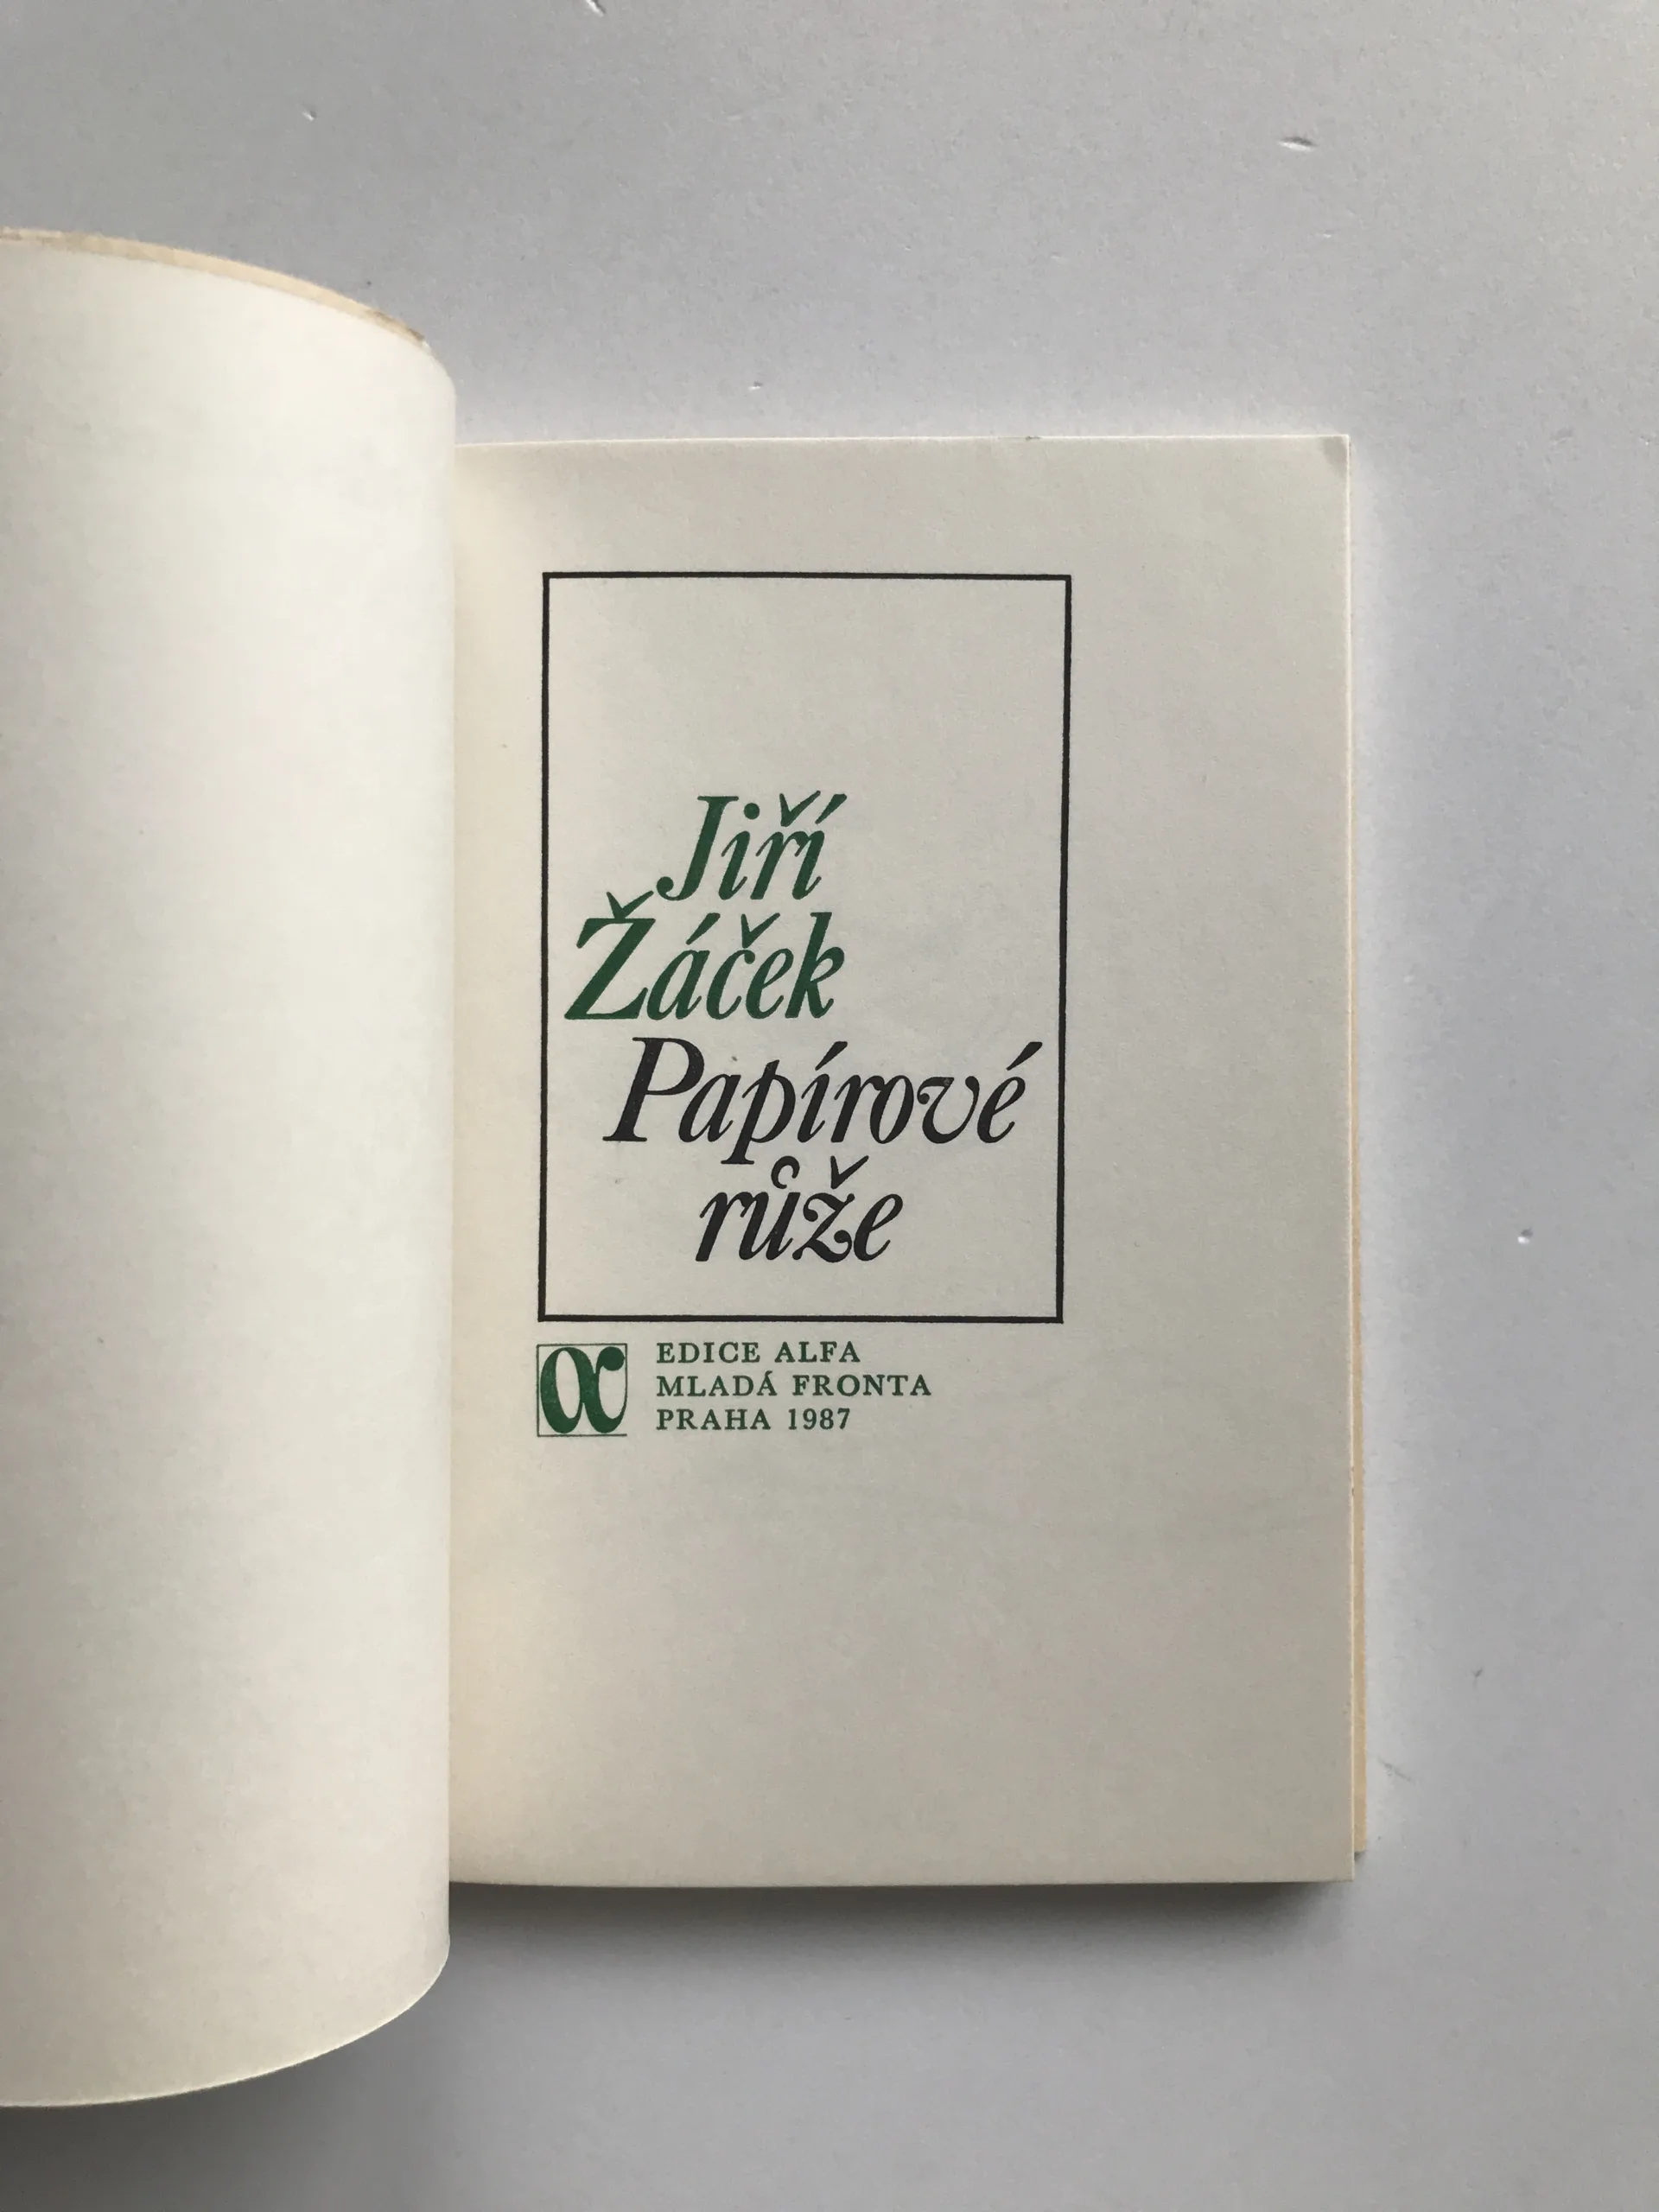 Jiří
Žáček
Papírové
růže
α EDICE ALFA
MLADÁ FRONTA
PRAHA 1987